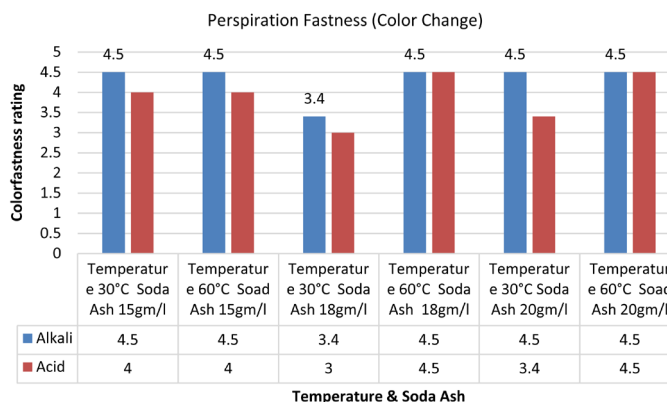 Perspiration Fastness (Color Change)
4.5 4.5 3.4 4.5 4.5 4.5
Colorfastness rating
5
4.5
4
3.5
3
2.5
2
1.5
1
0.5
0
Temperatur Temperatur Temperatur Temperatur Temperatur Temperatur
e 30°C Soda e 60°C Soad e 30°C Soda e 60°C Soda e 30°C Soda e 60°C Soad
Ash 15gm/l Ash 15gm/l Ash 18gm/l Ash 18gm/l Ash 20gm/l Ash 20gm/l
Alkali 4.5 4.5 3.4 4.5 4.5 4.5
Acid 4 4 3 4.5 3.4 4.5
Temperature & Soda Ash